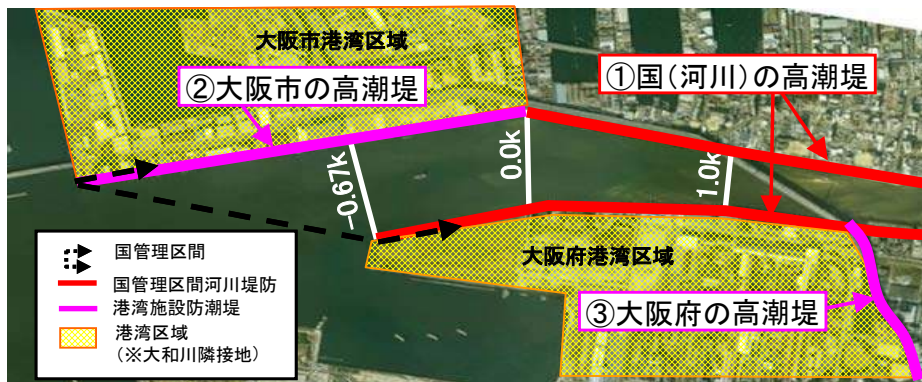 大阪市港湾区域
②大阪市の高潮堤
①国(河川)の高潮堤
-0.67k
0.0k
1.0k
大阪府港湾区域
③大阪府の高潮堤
国管理区間
国管理区間河川堤防
港湾施設防潮堤
港湾区域
(※大和川隣接地)